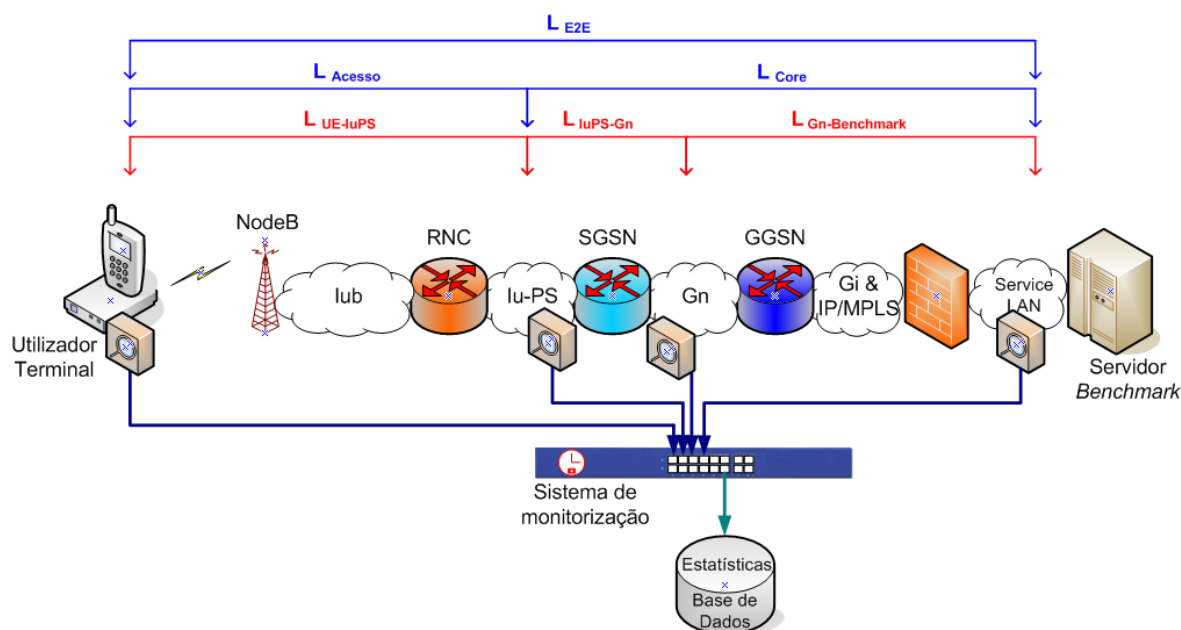 L E2E
L Acesso
L Core
L UE-IuPS
L IuPS-Gn
L Gn-Benchmark
NodeB
RNC
SGSN
GGSN
Iub
Iu-PS
Gn
Gi &
IP/MPLS
Service
LAN
Utilizador
Terminal
Servidor
Benchmark
Sistema de
monitorização
Estatísticas
Base de
Dados